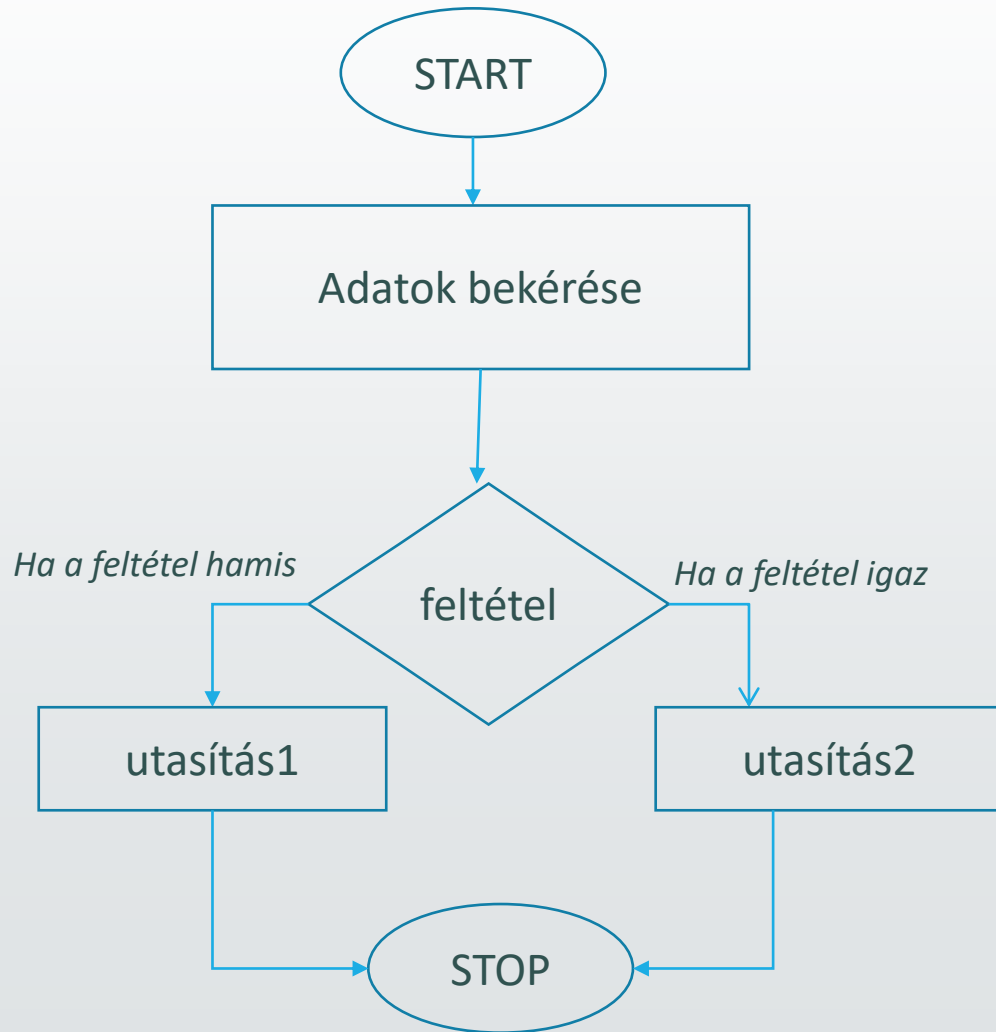 START
Adatok bekérése
Ha a feltétel hamis
feltétel
Ha a feltétel igaz
utasítás1
utasítás2
STOP